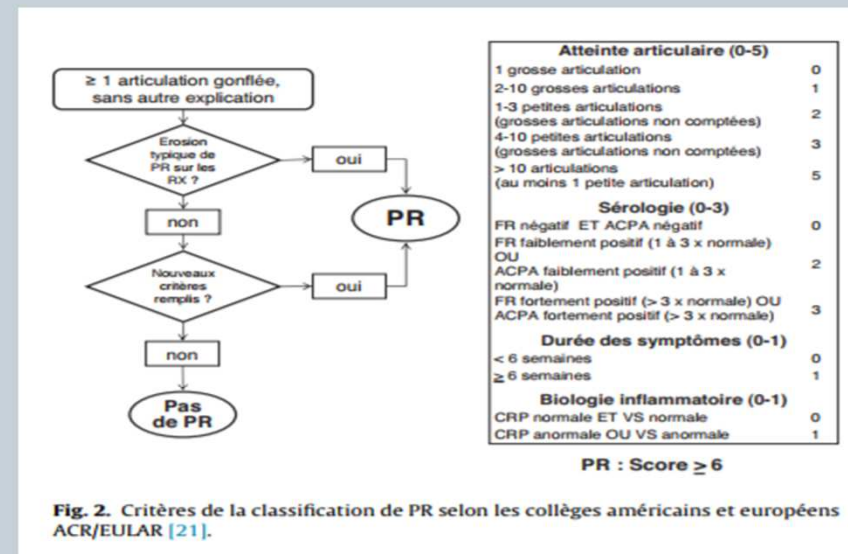 ≥ 1 articulation gonflée,
sans autre explication
Erosion
typique de
PR sur les
RX ?
oui
non
PR
Nouveaux
critères
remplis ?
oui
non
Pas
de PR
Atteinte articulaire (0-5)
1 grosse articulation 0
2-10 grosses articulations 1
1-3 petites articulations
(grosses articulations non comptées) 2
4-10 petites articulations
(grosses articulations non comptées) 3
> 10 articulations
(au moins 1 petite articulation) 5
Sérologie (0-3)
FR négatif ET ACPA négatif 0
FR faiblement positif (1 à 3 x normale)
OU
ACPA faiblement positif (1 à 3 x 2
normale)
FR fortement positif (> 3 x normale) OU
ACPA fortement positif (> 3 x normale) 3
Durée des symptômes (0-1)
< 6 semaines 0
≥ 6 semaines 1
Biologie inflammatoire (0-1)
CRP normale ET VS normale 0
CRP anormale OU VS anormale 1
PR : Score ≥ 6
Fig. 2. Critères de la classification de PR selon les collèges américains et européens
ACR/EULAR [21].